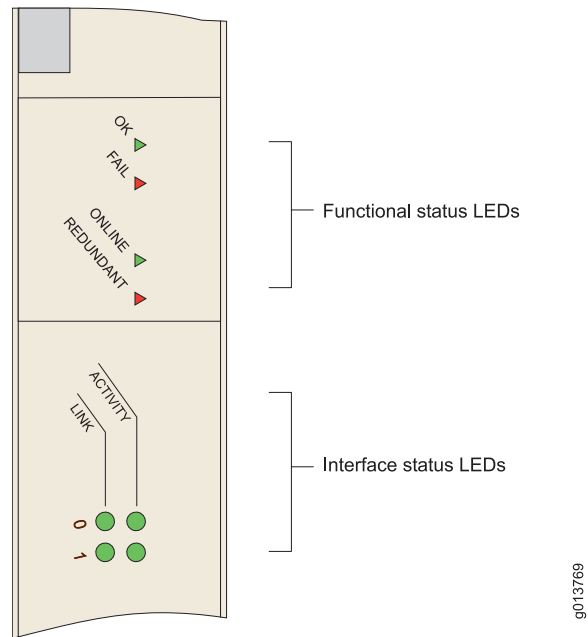 OK
FAIL
ONLINE
REDUNDANT
Functional status LEDs
ACTIVITY
LINK
Interface status LEDs
0
1
g013769